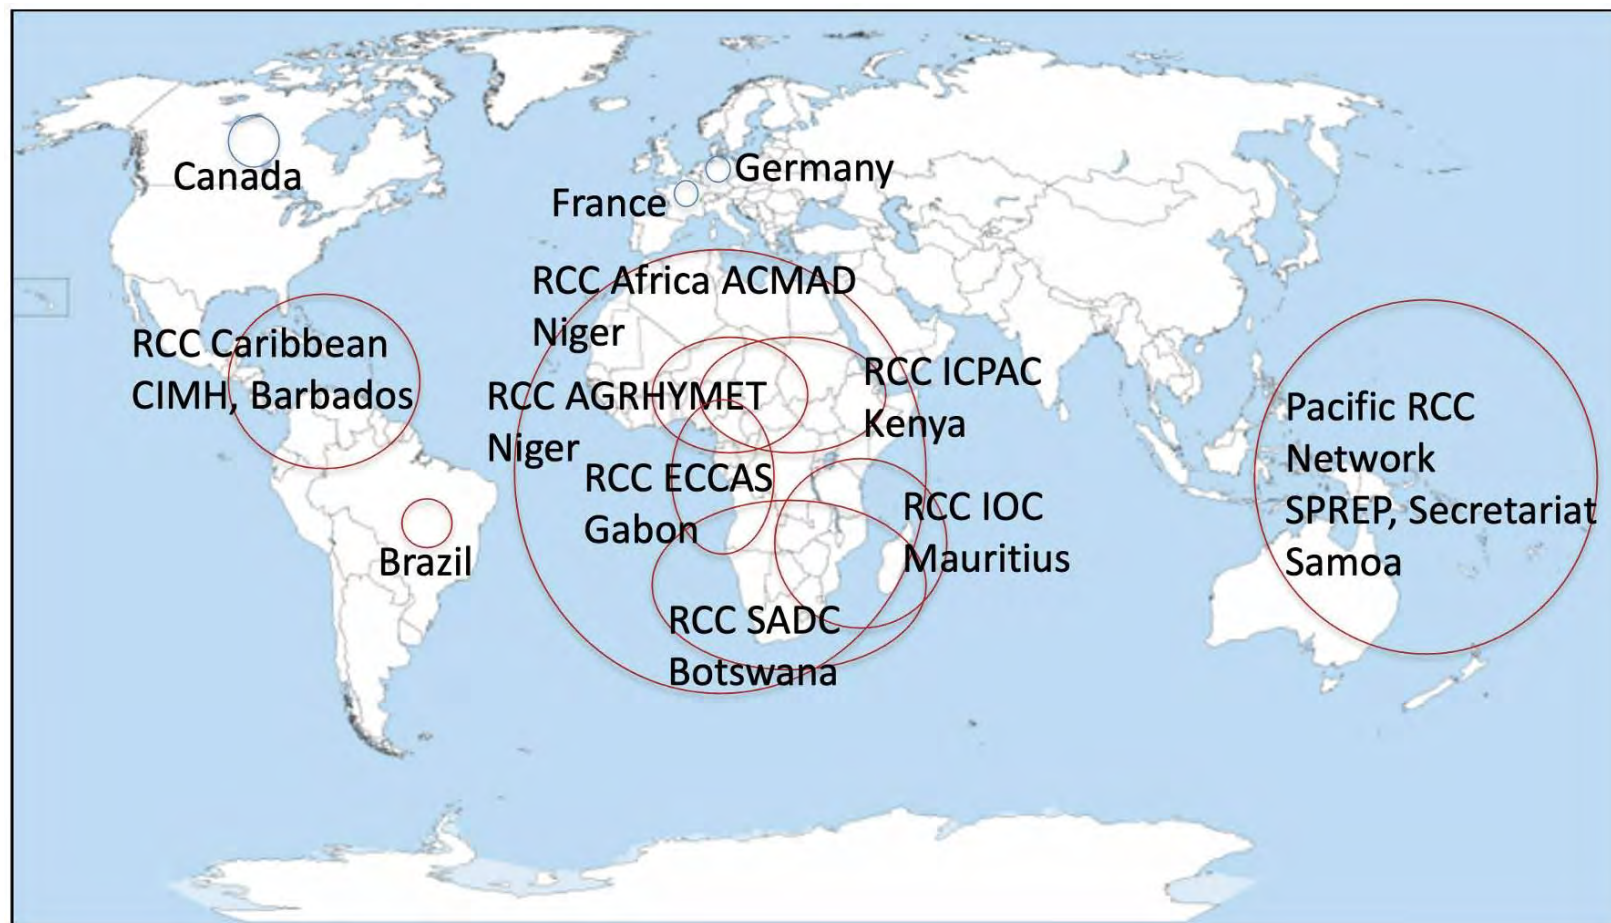 Canada
Germany
France
RCC Africa ACMAD
Niger
RCC Caribbean
CIMH, Barbados
RCC AGRHYMET
Niger
RCC ICPAC
Kenya
RCC ECCAS
Gabon
RCC IOC
Mauritius
Pacific RCC
Network
SPREP, Secretariat
Samoa
Brazil
RCC SADC
Botswana